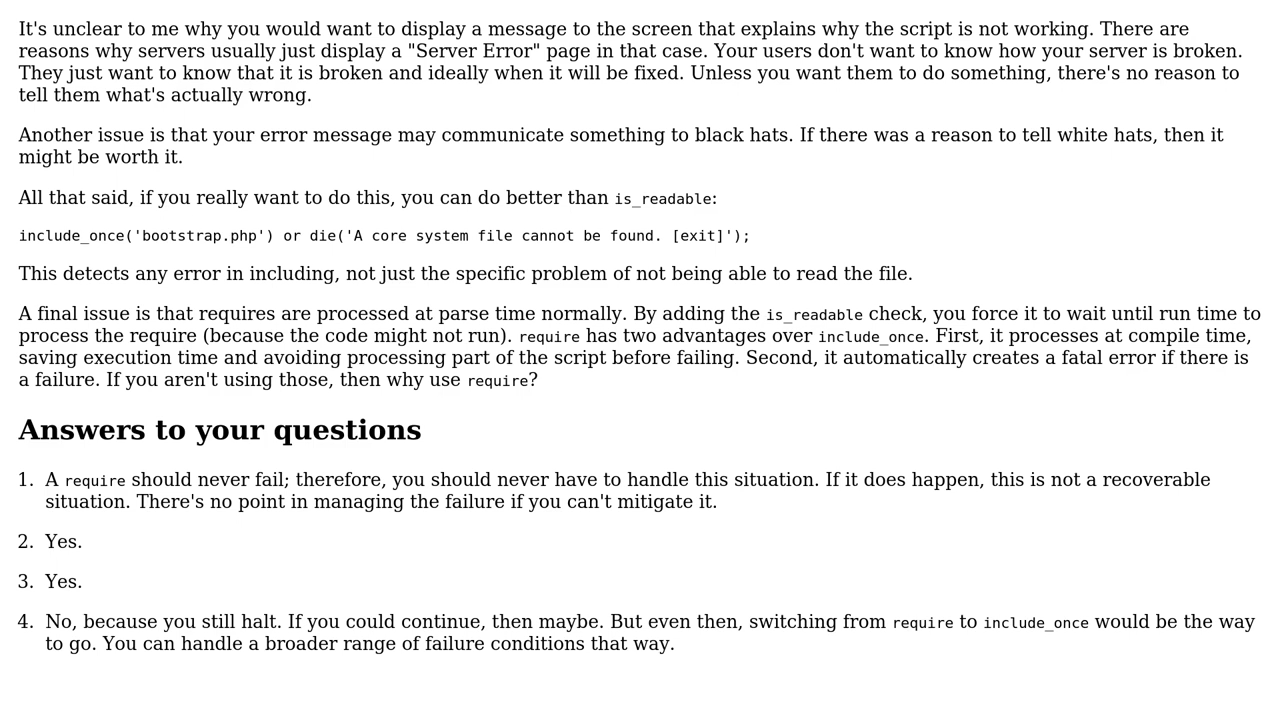 It's unclear to me why you would want to display a message to the screen that explains why the script is not working. There are
reasons why servers usually just display a "Server Error" page in that case. Your users don't want to know how your server is broken.
They just want to know that it is broken and ideally when it will be fixed. Unless you want them to do something, there's no reason to
tell them what's actually wrong.
Another issue is that your error message may communicate something to black hats. If there was a reason to tell white hats, then it
might be worth it.
All that said, if you really want to do this, you can do better than is_readable:
include_once('bootstrap.php') or die('A core system file cannot be found. [exit]');
This detects any error in including, not just the specific problem of not being able to read the file.
A final issue is that requires are processed at parse time normally. By adding the is_readable check, you force it to wait until run time to
process the require (because the code might not run). require has two advantages over include_once. First, it processes at compile time,
saving execution time and avoiding processing part of the script before failing. Second, it automatically creates a fatal error if there is
a failure. If you aren't using those, then why use require?
Answers to your questions
1. A require should never fail; therefore, you should never have to handle this situation. If it does happen, this is not a recoverable
situation. There's no point in managing the failure if you can't mitigate it.
2. Yes.
3. Yes.
4. No, because you still halt. If you could continue, then maybe. But even then, switching from require to include_once would be the way
to go. You can handle a broader range of failure conditions that way.